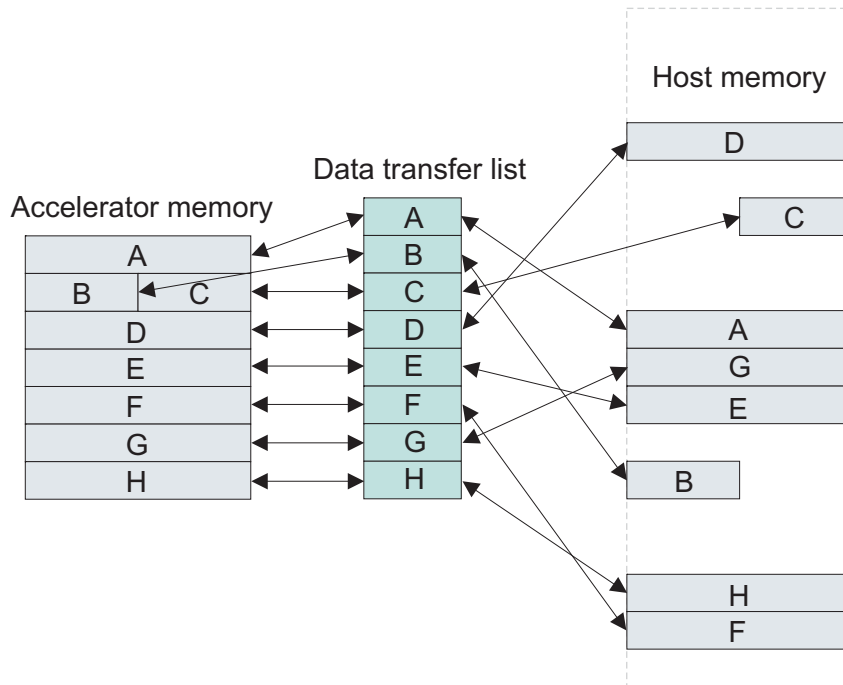 Accelerator memory
A
B C
D
E
F
G
H
Data transfer list
A
B
C
D
E
F
G
H
Host memory
D
C
A
G
E
B
H
F